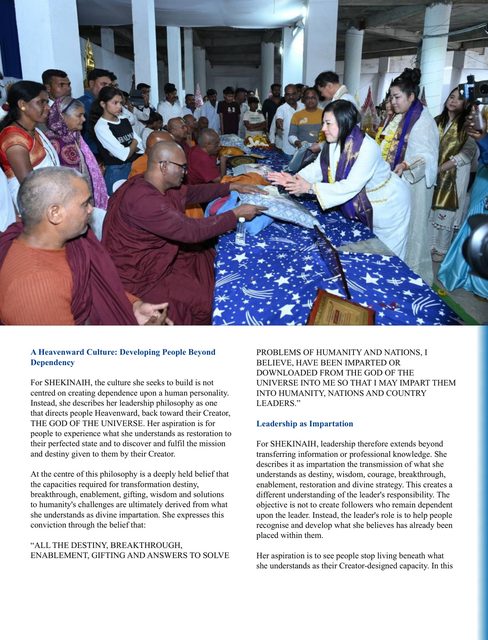 A Heavenward Culture: Developing People Beyond
Dependency
For SHEKINAIH, the culture she seeks to build is not
centred on creating dependence upon a human personality.
Instead, she describes her leadership philosophy as one
that directs people Heavenward, back toward their Creator,
THE GOD OF THE UNIVERSE. Her aspiration is for
people to experience what she understands as restoration to
their perfected state and to discover and fulfil the mission
and destiny given to them by their Creator.
At the centre of this philosophy is a deeply held belief that
the capacities required for transformation destiny,
breakthrough, enablement, gifting, wisdom and solutions
to humanity's challenges are ultimately derived from what
she understands as divine impartation. She expresses this
conviction through the belief that:
“ALL THE DESTINY, BREAKTHROUGH,
ENABLEMENT, GIFTING AND ANSWERS TO SOLVE
PROBLEMS OF HUMANITY AND NATIONS, I
BELIEVE, HAVE BEEN IMPARTED OR
DOWNLOADED FROM THE GOD OF THE
UNIVERSE INTO ME SO THAT I MAY IMPART THEM
INTO HUMANITY, NATIONS AND COUNTRY
LEADERS.”
Leadership as Impartation
For SHEKINAIH, leadership therefore extends beyond
transferring information or professional knowledge. She
describes it as impartation the transmission of what she
understands as destiny, wisdom, courage, breakthrough,
enablement, restoration and divine strategy. This creates a
different understanding of the leader's responsibility. The
objective is not to create followers who remain dependent
upon the leader. Instead, the leader's role is to help people
recognise and develop what she believes has already been
placed within them.
Her aspiration is to see people stop living beneath what
she understands as their Creator-designed capacity. In this